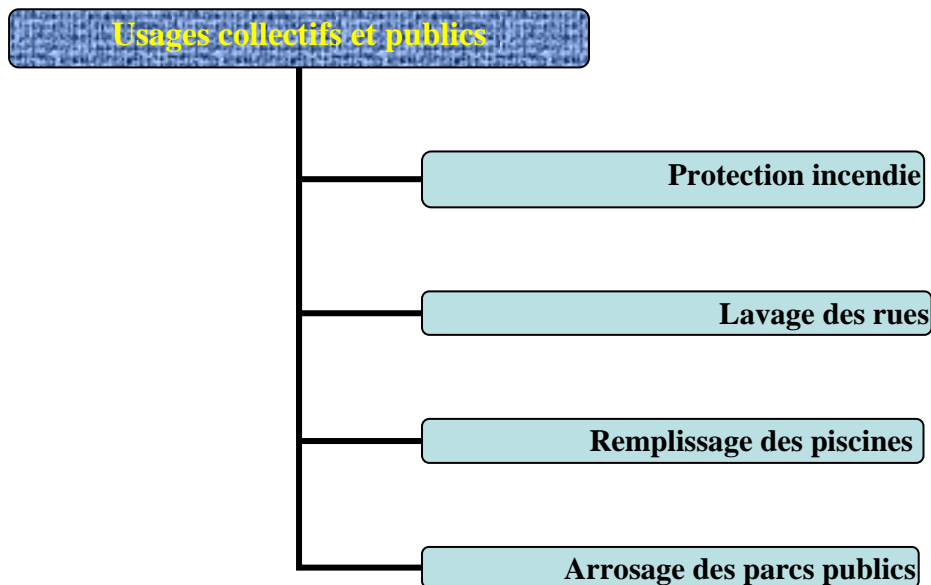 Usages collectifs et publics
Protection incendie
Lavage des rues
Remplissage des piscines
Arrosage des parcs publics